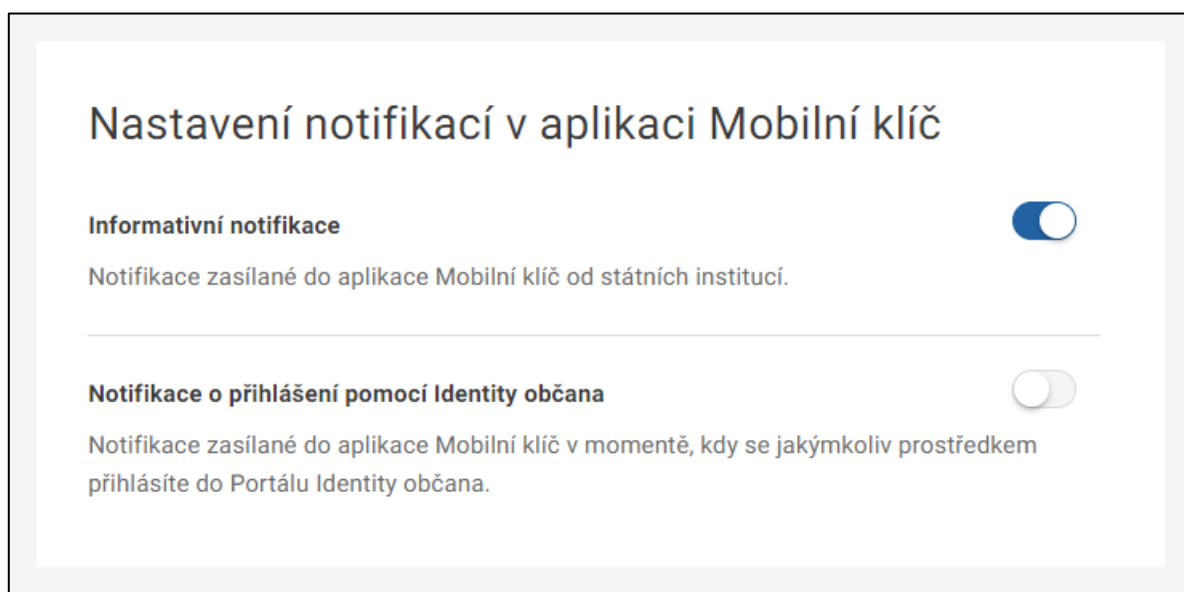 Nastavení notifikací v aplikaci Mobilní klíč
Informativní notifikace
Notifikace zasílané do aplikace Mobilní klíč od státních institucí.
Notifikace o přihlášení pomocí Identity občana
Notifikace zasílané do aplikace Mobilní klíč v momentě, kdy se jakýmkoliv prostředkem
přihlásíte do Portálu Identity občana.